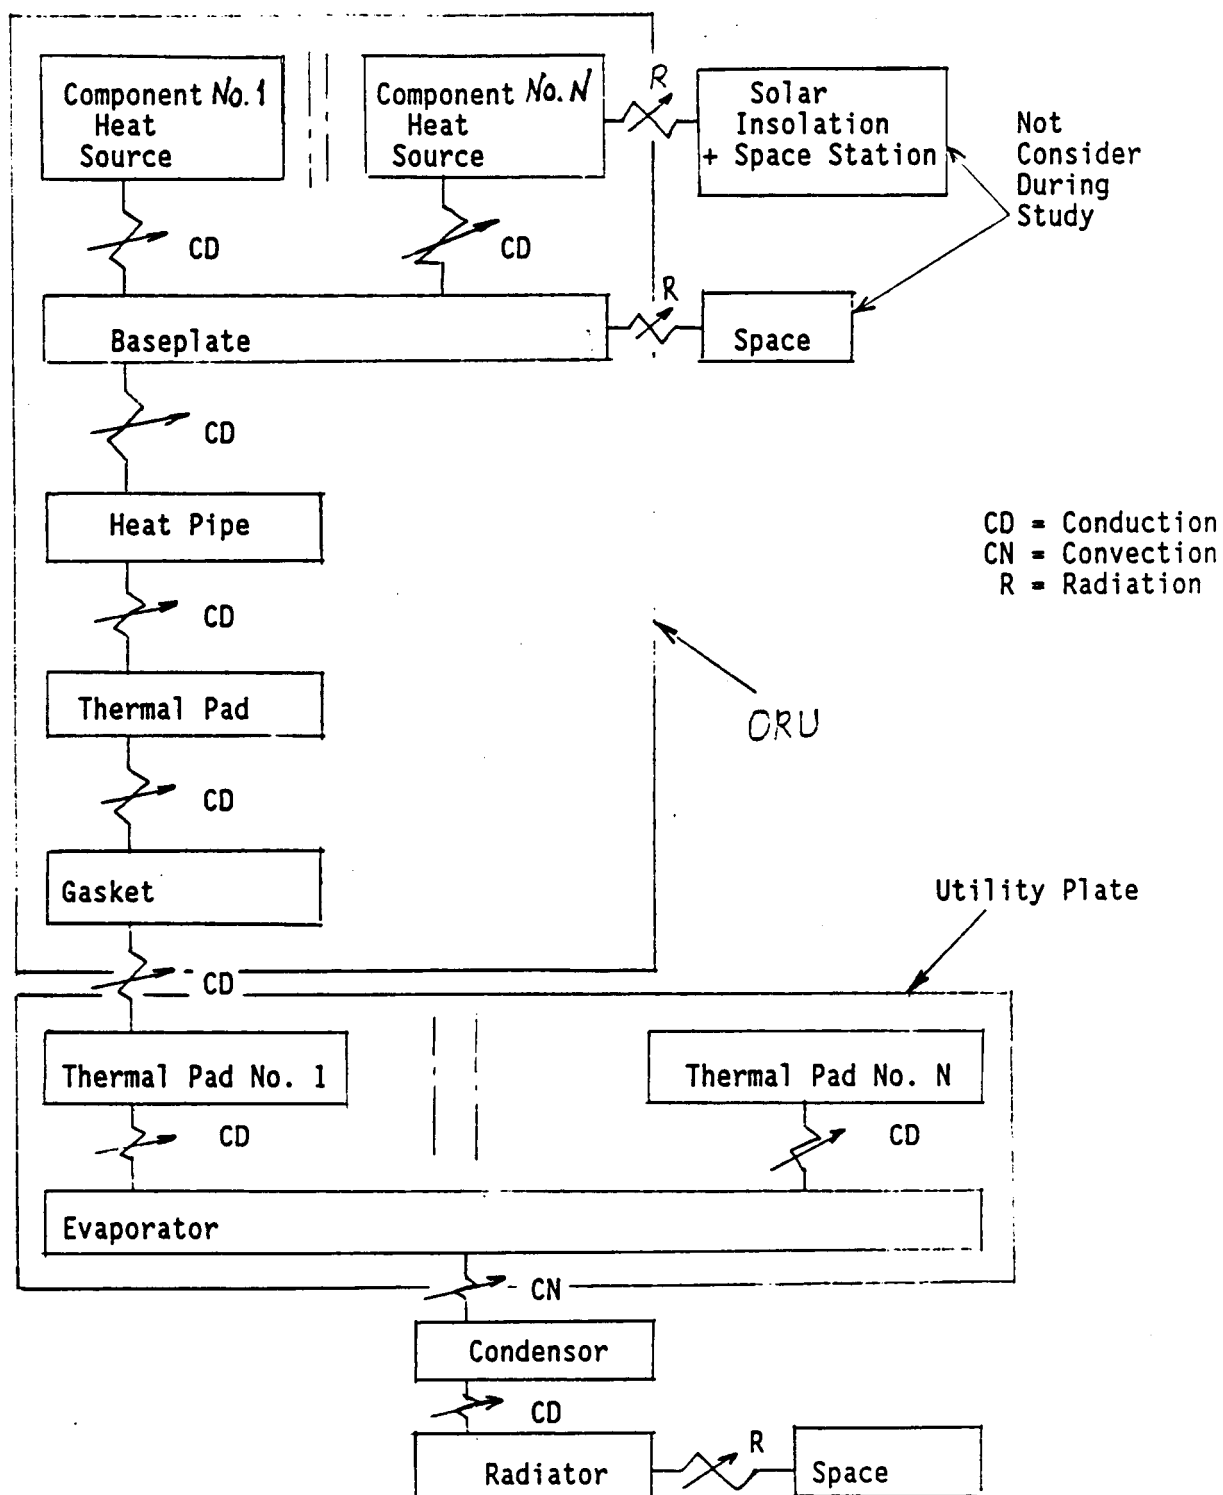 Component No. 1
Heat
Source
Component No. N
Heat
Source
R
Solar
Insolation
+ Space Station
Not
Consider
During
Study
CD
CD
R
Baseplate
Space
CD
Heat Pipe
CD = Conduction
CN = Convection
R = Radiation
CD
Thermal Pad
ORU
CD
Gasket
Utility Plate
CD
Thermal Pad No. 1
Thermal Pad No. N
CD
CD
Evaporator
CN
Condensor
CD
R
Radiator
Space